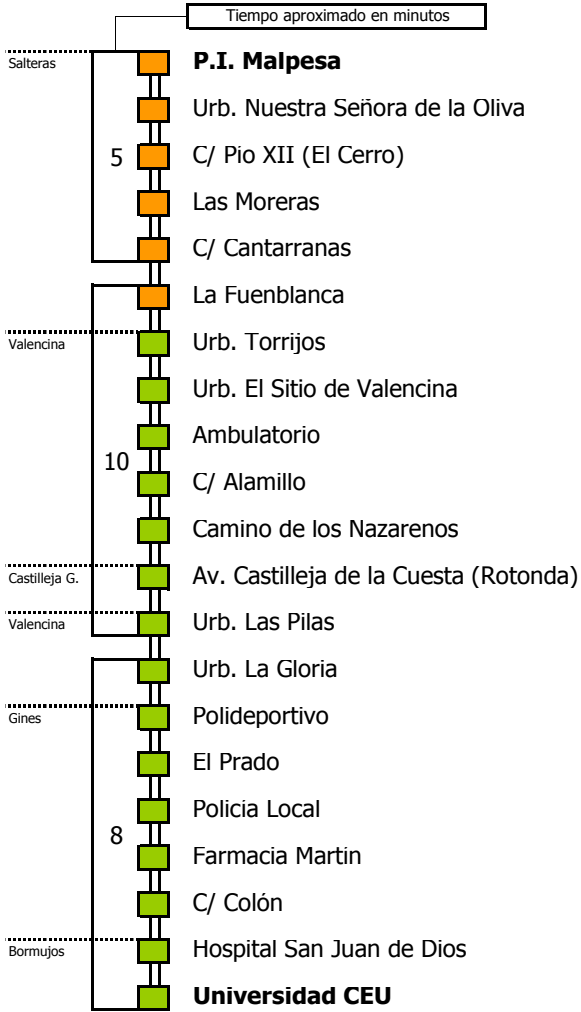 Tiempo aproximado en minutos
Salteras
P.I. Malpesa
Urb. Nuestra Señora de la Oliva
5
C/ Pio XII (El Cerro)
Las Moreras
C/ Cantarranas
La Fuenblanca
Valencina
Urb. Torrijos
Urb. El Sitio de Valencina
Ambulatorio
10
C/ Alamillo
Camino de los Nazarenos
Castilleja G.
Av. Castilleja de la Cuesta (Rotonda)
Valencina
Urb. Las Pilas
Urb. La Gloria
Gines
Polideportivo
El Prado
Policia Local
8
Farmacia Martin
C/ Colón
Bormujos
Hospital San Juan de Dios
Universidad CEU